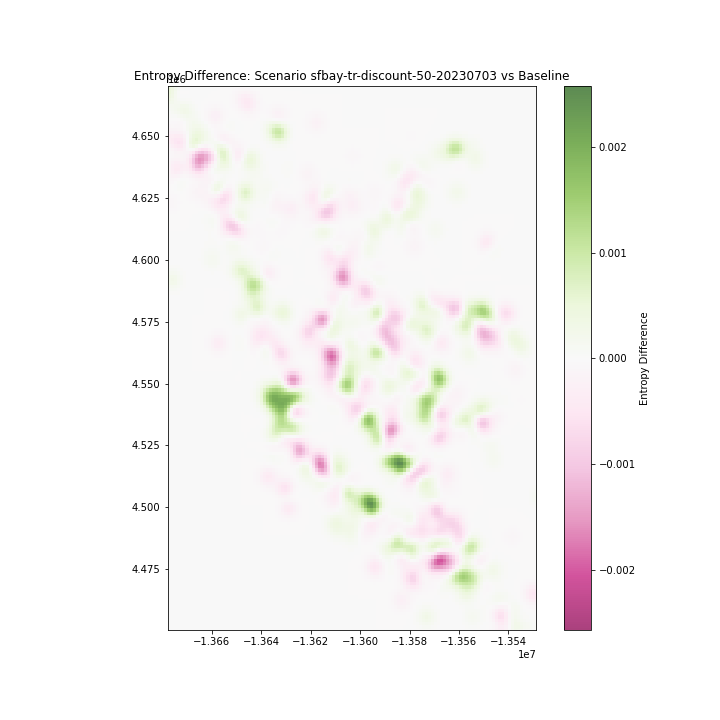 Entropy Difference: Scenario sfbay-tr-discount-50-20230703 vs Baseline
1e6
4.650
4.625
4.600
4.575
4.550
4.525
4.500
4.475
−1.366 −1.364 −1.362 −1.360 −1.358 −1.356 −1.354
1e7
0.002
0.001
0.000
−0.001
−0.002
Entropy Difference